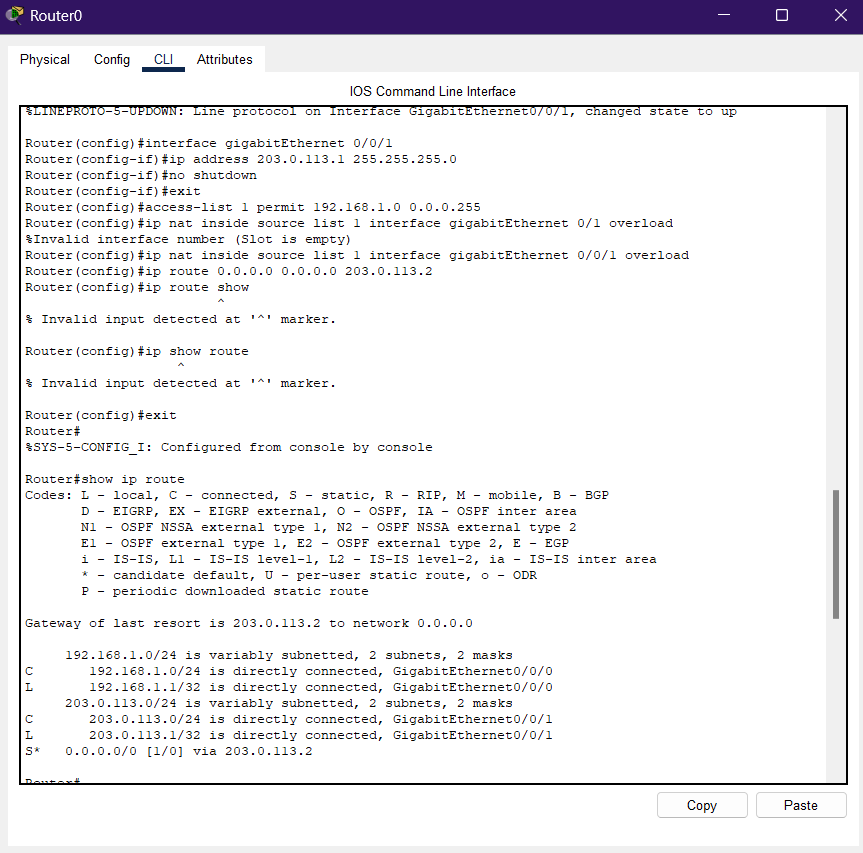 Router0
Physical Config CLI Attributes
IOS Command Line Interface
%LINEPROTO-5-UPDOWN: Line protocol on Interface GigabitEthernet0/0/1, changed state to up
Router(config)#interface gigabitEthernet 0/0/1
Router(config-if)#ip address 203.0.113.1 255.255.255.0
Router(config-if)#no shutdown
Router(config-if)#exit
Router(config)#access-list 1 permit 192.168.1.0 0.0.0.255
Router(config)#ip nat inside source list 1 interface gigabitEthernet 0/1 overload
%Invalid interface number (Slot is empty)
Router(config)#ip nat inside source list 1 interface gigabitEthernet 0/0/1 overload
Router(config)#ip route 0.0.0.0 0.0.0.0 203.0.113.2
Router(config)#ip route show
^
% Invalid input detected at '^' marker.
Router(config)#ip show route
^
% Invalid input detected at '^' marker.
Router(config)#exit
Router#
%SYS-5-CONFIG_I: Configured from console by console
Router#show ip route
Codes: L - local, C - connected, S - static, R - RIP, M - mobile, B - BGP
D - EIGRP, EX - EIGRP external, O - OSPF, IA - OSPF inter area
N1 - OSPF NSSA external type 1, N2 - OSPF NSSA external type 2
E1 - OSPF external type 1, E2 - OSPF external type 2, E - EGP
i - IS-IS, L1 - IS-IS level-1, L2 - IS-IS level-2, ia - IS-IS inter area
* - candidate default, U - per-user static route, o - ODR
P - periodic downloaded static route
Gateway of last resort is 203.0.113.2 to network 0.0.0.0
192.168.1.0/24 is variably subnetted, 2 subnets, 2 masks
C 192.168.1.0/24 is directly connected, GigabitEthernet0/0/0
L 192.168.1.1/32 is directly connected, GigabitEthernet0/0/0
203.0.113.0/24 is variably subnetted, 2 subnets, 2 masks
C 203.0.113.0/24 is directly connected, GigabitEthernet0/0/1
L 203.0.113.1/32 is directly connected, GigabitEthernet0/0/1
S* 0.0.0.0/0 [1/0] via 203.0.113.2
Router#
Copy Paste